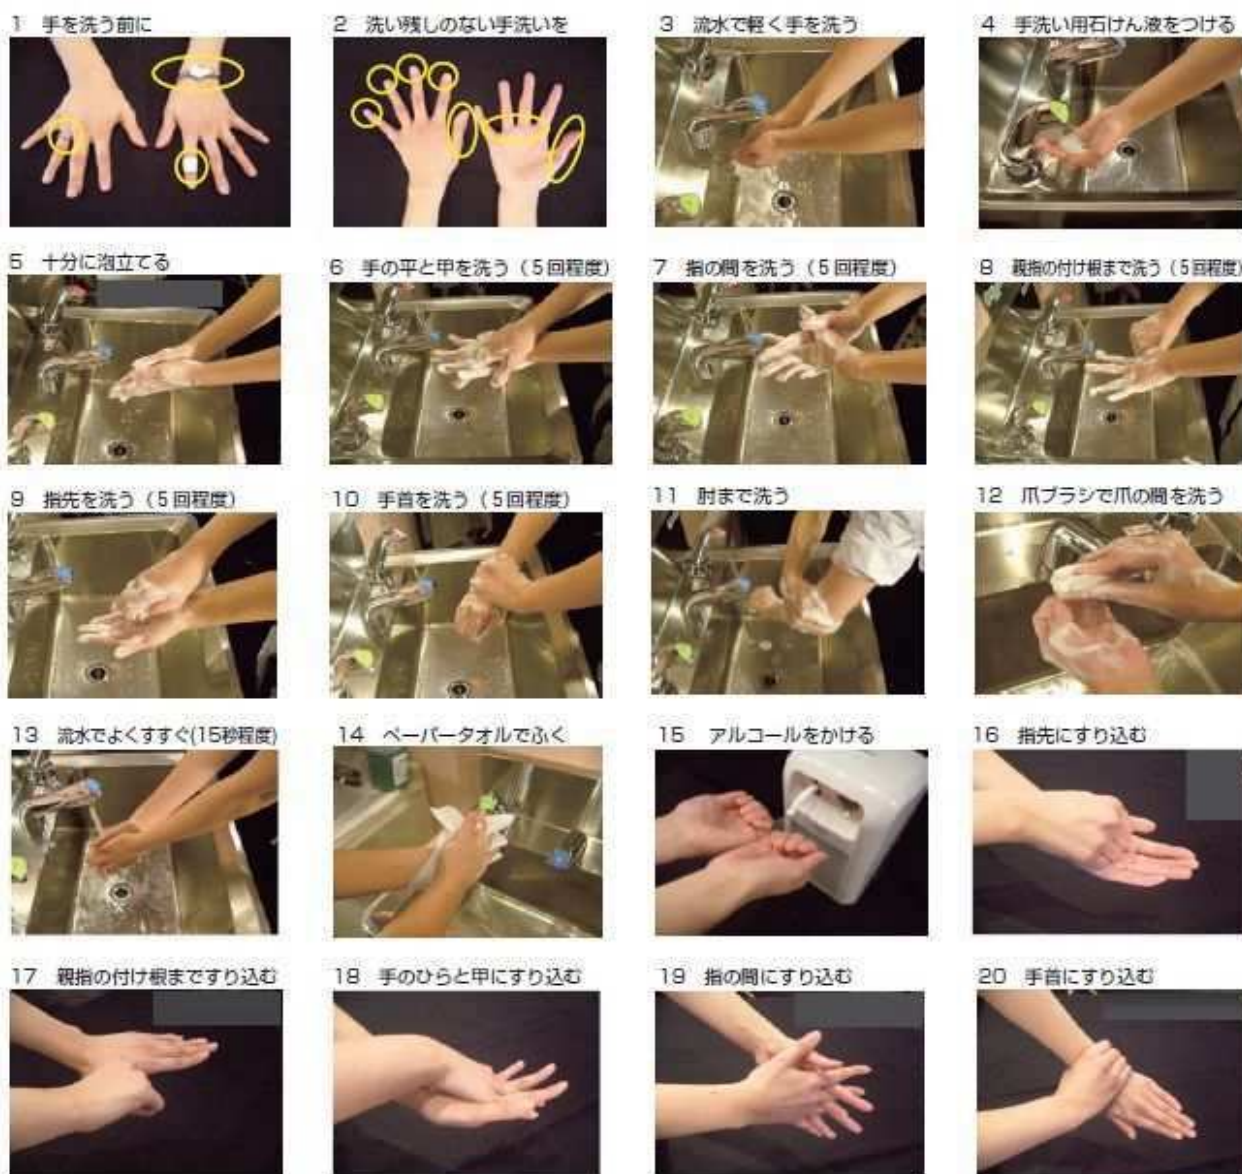 1 手を洗う前に
2 洗い残しのない手洗いを
3 流水で軽く手を洗う
4 手洗い用石けん液をつける
5 十分に泡立てる
6 手の平と甲を洗う（5回程度）
7 指の間を洗う（5回程度）
8 親指の付け根まで洗う（5回程度）
9 指先を洗う（5回程度）
10 手首を洗う（5回程度）
11 肘まで洗う
12 爪ブラシで爪の間を洗う
13 流水でよくすすぐ(15秒程度)
14 ペーパータオルでふく
15 アルコールをかける
16 指先にすり込む
17 親指の付け根まですり込む
18 手のひらと甲にすり込む
19 指の間にすり込む
20 手首にすり込む